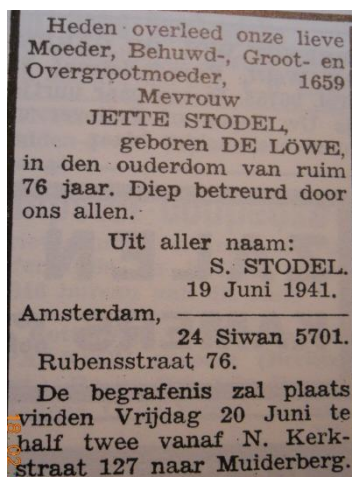 Heden overleed onze lieve
Moeder, Behuwd-, Groot- en
Overgrootmoeder, 1659
Mevrouw
JETTE STODEL,
geboren DE LÖWE,
in den ouderdom van ruim
76 jaar. Diep betreurd door
ons allen.
Uit aller naam:
S. STODEL.
19 Juni 1941.
Amsterdam,
24 Siwan 5701.
Rubensstraat 76.
De begrafenis zal plaats
vinden Vrijdag 20 Juni te
half twee vanaf N. Kerk-
straat 127 naar Muiderberg.